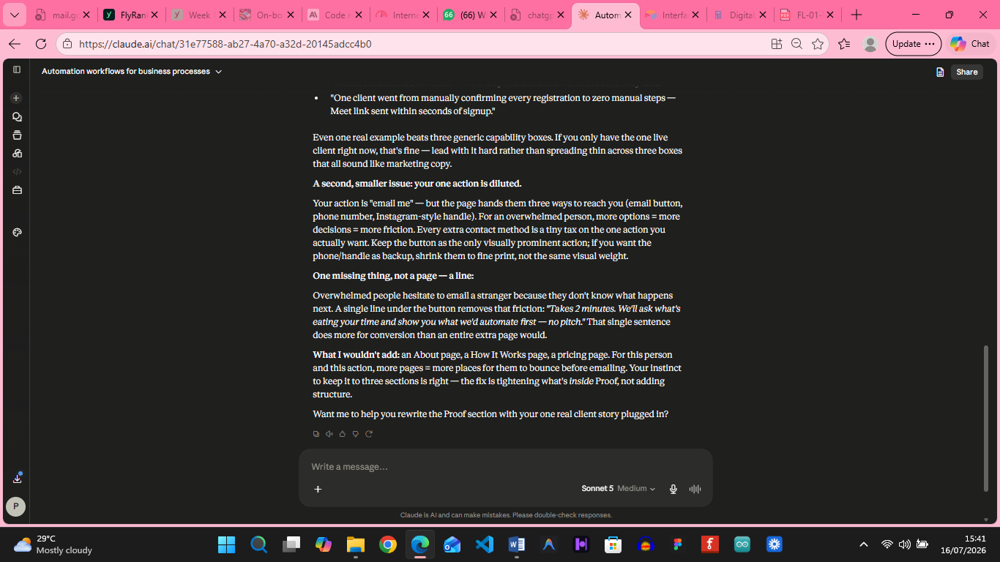 mail.go
FlyRan
Week
On-bo
Code r
Interne
(66) W
chatgp
Autom
Interfa
Digital
FL-01-
https://claude.ai/chat/31e77588-ab27-4a70-a32d-20145adcc4b0
Update
Chat
Automation workflows for business processes
Share
"One client went from manually confirming every registration to zero manual steps —
Meet link sent within seconds of signup."
Even one real example beats three generic capability boxes. If you only have the one live
client right now, that's fine — lead with it hard rather than spreading thin across three boxes
that all sound like marketing copy.
A second, smaller issue: your one action is diluted.
Your action is "email me" — but the page hands them three ways to reach you (email button,
phone number, Instagram-style handle). For an overwhelmed person, more options = more
decisions = more friction. Every extra contact method is a tiny tax on the one action you
actually want. Keep the button as the only visually prominent action; if you want the
phone/handle as backup, shrink them to fine print, not the same visual weight.
One missing thing, not a page — a line:
Overwhelmed people hesitate to email a stranger because they don't know what happens
next. A single line under the button removes that friction: "Takes 2 minutes. We'll ask what's
eating your time and show you what we'd automate first — no pitch." That single sentence
does more for conversion than an entire extra page would.
What I wouldn't add: an About page, a How It Works page, a pricing page. For this person
and this action, more pages = more places for them to bounce before emailing. Your instinct
to keep it to three sections is right — the fix is tightening what's inside Proof, not adding
structure.
Want me to help you rewrite the Proof section with your one real client story plugged in?
Write a message...
Sonnet 5 Medium
Claude is AI and can make mistakes. Please double-check responses.
P
29°C
Mostly cloudy
15:41
16/07/2026